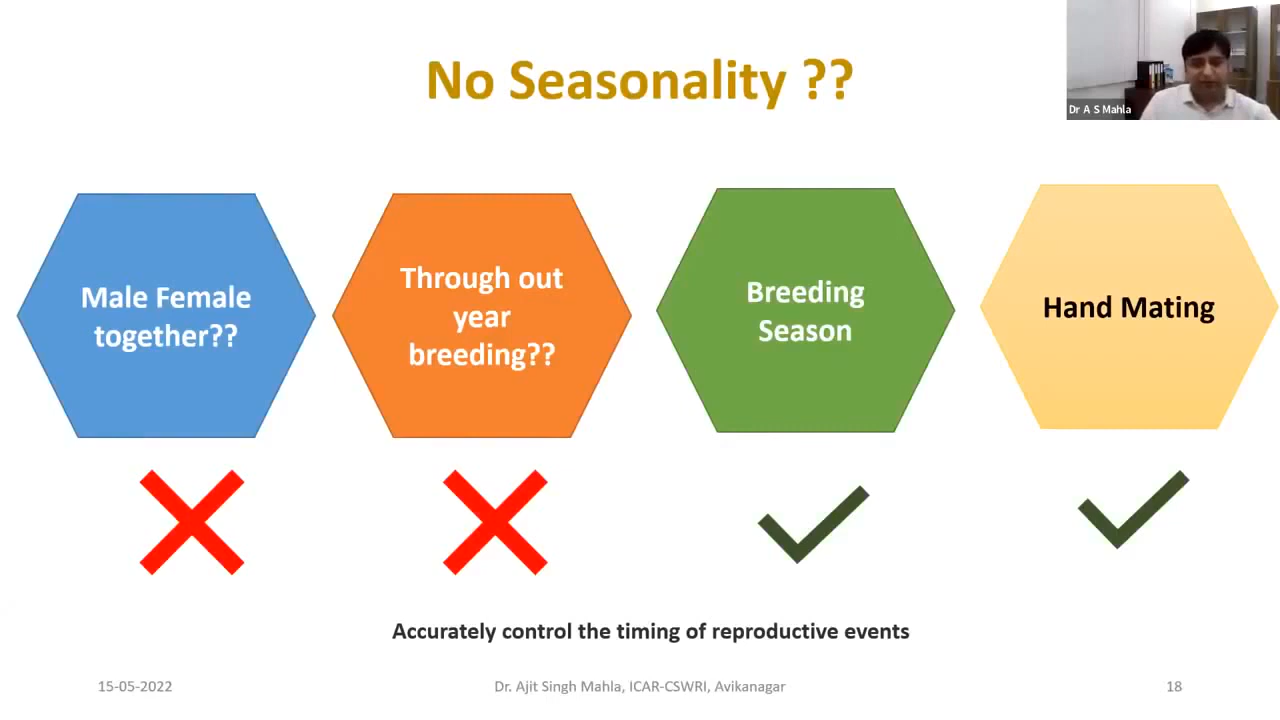 No Seasonality ??
Dr A S Mahla
Male Female
together??
Through out
year
breeding??
Breeding
Season
Hand Mating
Accurately control the timing of reproductive events
15-05-2022
Dr. Ajit Singh Mahla, ICAR-CSWRI, Avikanagar
18